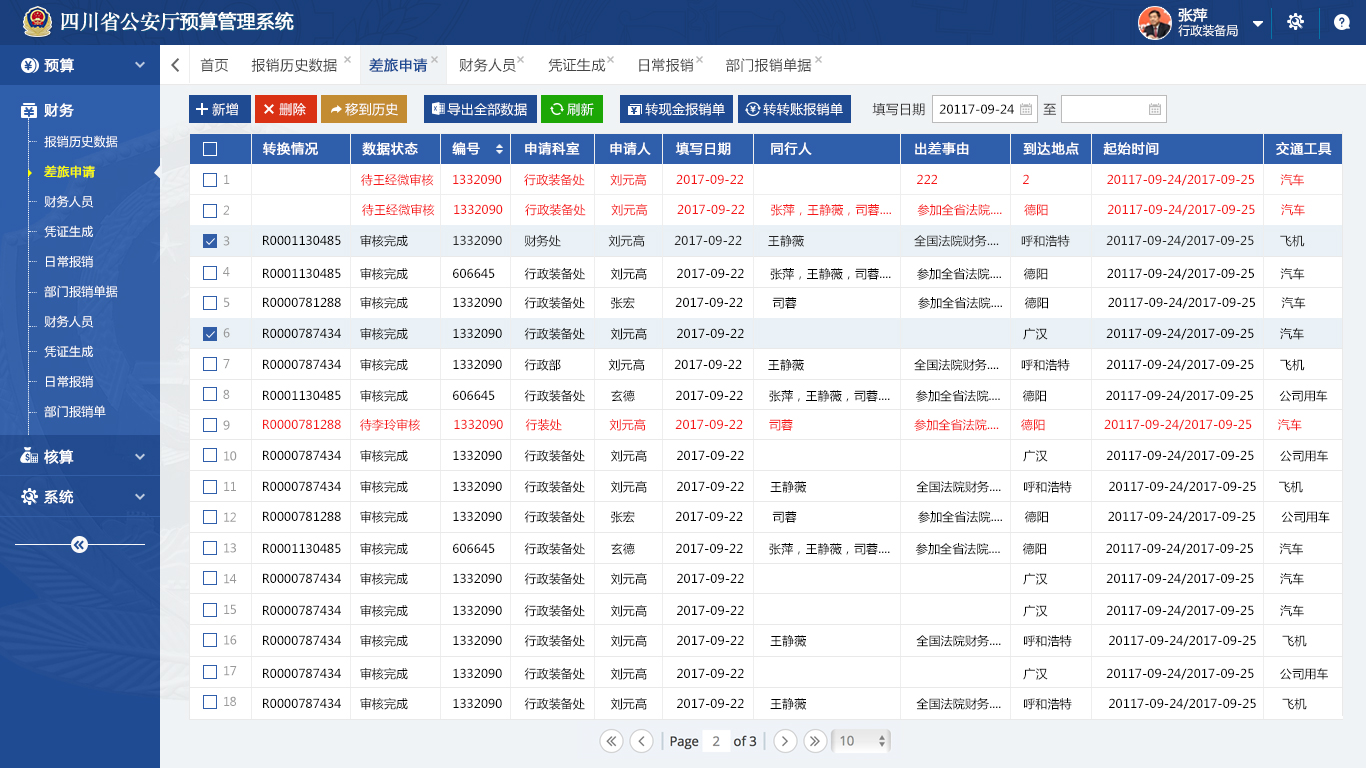 四川省公安厅预算管理系统
张萍
行政装备局
预算
财务
报销历史数据
差旅申请
财务人员
凭证生成
日常报销
部门报销单据
财务人员
凭证生成
日常报销
部门报销单
核算
系统
首页 报销历史数据 差旅申请 财务人员 凭证生成 日常报销 部门报销单据
新增 删除 移到历史 导出全部数据 刷新 转现金报销单 转转账报销单 填写日期 20117-09-24 至
转换情况 数据状态 编号 申请科室 申请人 填写日期 同行人 出差事由 到达地点 起始时间 交通工具
1 待王经微审核 1332090 行政装备处 刘元高 2017-09-22 222 2 20117-09-24/2017-09-25 汽车
2 待王经微审核 1332090 行政装备处 刘元高 2017-09-22 张萍，王静薇，司蓉.... 参加全省法院.... 德阳 20117-09-24/2017-09-25 汽车
3 R0001130485 审核完成 1332090 财务处 刘元高 2017-09-22 王静薇 全国法院财务.... 呼和浩特 20117-09-24/2017-09-25 飞机
4 R0001130485 审核完成 606645 行政装备处 刘元高 2017-09-22 张萍，王静薇，司蓉.... 参加全省法院.... 德阳 20117-09-24/2017-09-25 汽车
5 R0000781288 审核完成 1332090 行政装备处 张宏 2017-09-22 司蓉 参加全省法院.... 德阳 20117-09-24/2017-09-25 汽车
6 R0000787434 审核完成 1332090 行政装备处 刘元高 2017-09-22 广汉 20117-09-24/2017-09-25 汽车
7 R0000787434 审核完成 1332090 行政部 刘元高 2017-09-22 王静薇 全国法院财务.... 呼和浩特 20117-09-24/2017-09-25 飞机
8 R0001130485 审核完成 606645 行政装备处 玄德 2017-09-22 张萍，王静薇，司蓉.... 参加全省法院.... 德阳 20117-09-24/2017-09-25 公司用车
9 R0000781288 待李玲审核 1332090 行装处 刘元高 2017-09-22 司蓉 参加全省法院.... 德阳 20117-09-24/2017-09-25 汽车
10 R0000787434 审核完成 1332090 行政装备处 刘元高 2017-09-22 广汉 20117-09-24/2017-09-25 公司用车
11 R0000787434 审核完成 1332090 行政装备处 刘元高 2017-09-22 王静薇 全国法院财务.... 呼和浩特 20117-09-24/2017-09-25 飞机
12 R0000781288 审核完成 1332090 行政装备处 张宏 2017-09-22 司蓉 参加全省法院.... 德阳 20117-09-24/2017-09-25 公司用车
13 R0001130485 审核完成 606645 行政装备处 玄德 2017-09-22 张萍，王静薇，司蓉.... 参加全省法院.... 德阳 20117-09-24/2017-09-25 汽车
14 R0000787434 审核完成 1332090 行政装备处 刘元高 2017-09-22 广汉 20117-09-24/2017-09-25 汽车
15 R0000787434 审核完成 1332090 行政装备处 刘元高 2017-09-22 广汉 20117-09-24/2017-09-25 汽车
16 R0000787434 审核完成 1332090 行政装备处 刘元高 2017-09-22 王静薇 全国法院财务.... 呼和浩特 20117-09-24/2017-09-25 飞机
17 R0000787434 审核完成 1332090 行政装备处 刘元高 2017-09-22 广汉 20117-09-24/2017-09-25 公司用车
18 R0000787434 审核完成 1332090 行政装备处 刘元高 2017-09-22 王静薇 全国法院财务.... 呼和浩特 20117-09-24/2017-09-25 飞机
Page 2 of 3 10